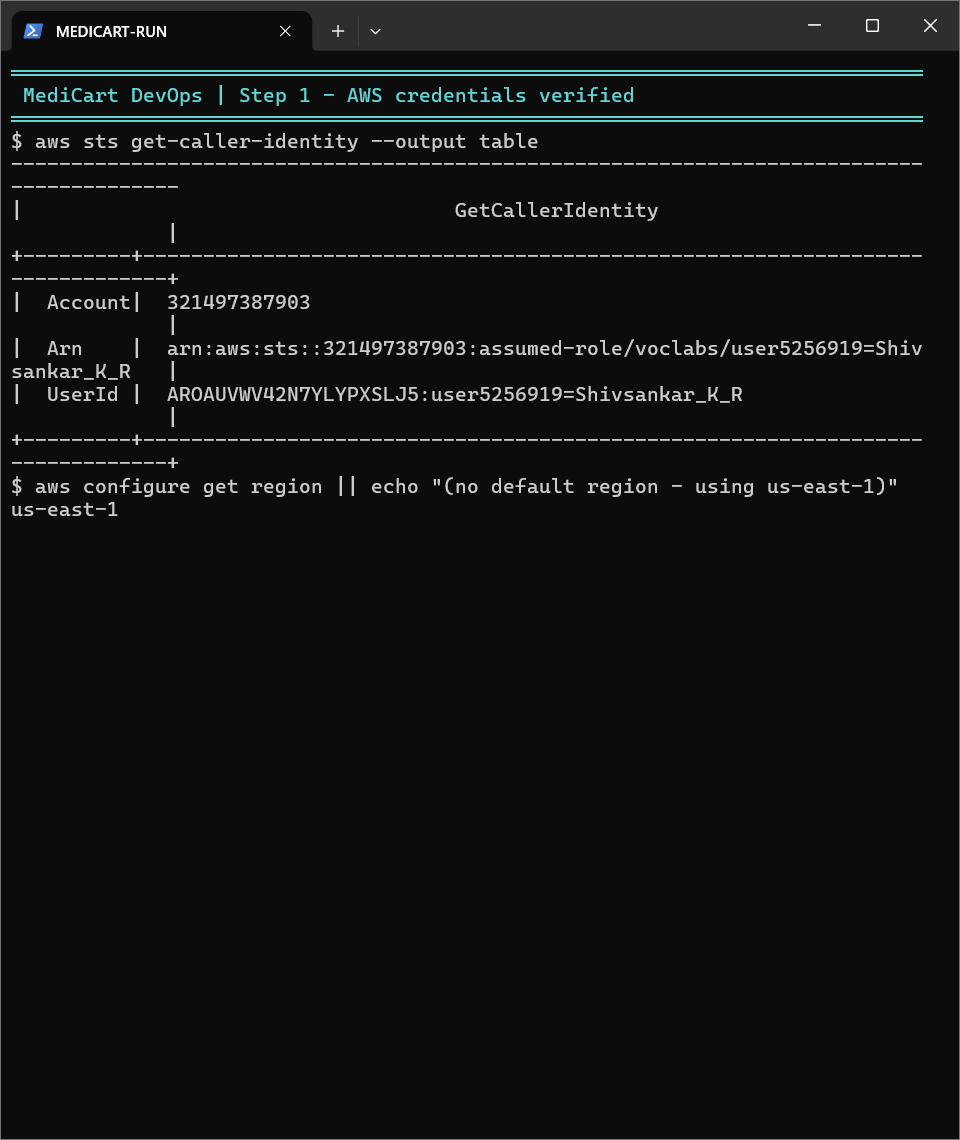 MEDICART-RUN
MediCart DevOps | Step 1 - AWS credentials verified
$ aws sts get-caller-identity --output table
----------------------------------------------------------------------------
--------------
|                                    GetCallerIdentity
             |
+---------+-----------------------------------------------------------------
-------------+
|  Account|  321497387903
             |
|  Arn    |  arn:aws:sts::321497387903:assumed-role/voclabs/user5256919=Shiv
sankar_K_R   |
|  UserId |  AROAUVWV42N7YLYPXSLJ5:user5256919=Shivsankar_K_R
             |
+---------+-----------------------------------------------------------------
-------------+
$ aws configure get region || echo "(no default region - using us-east-1)"
us-east-1